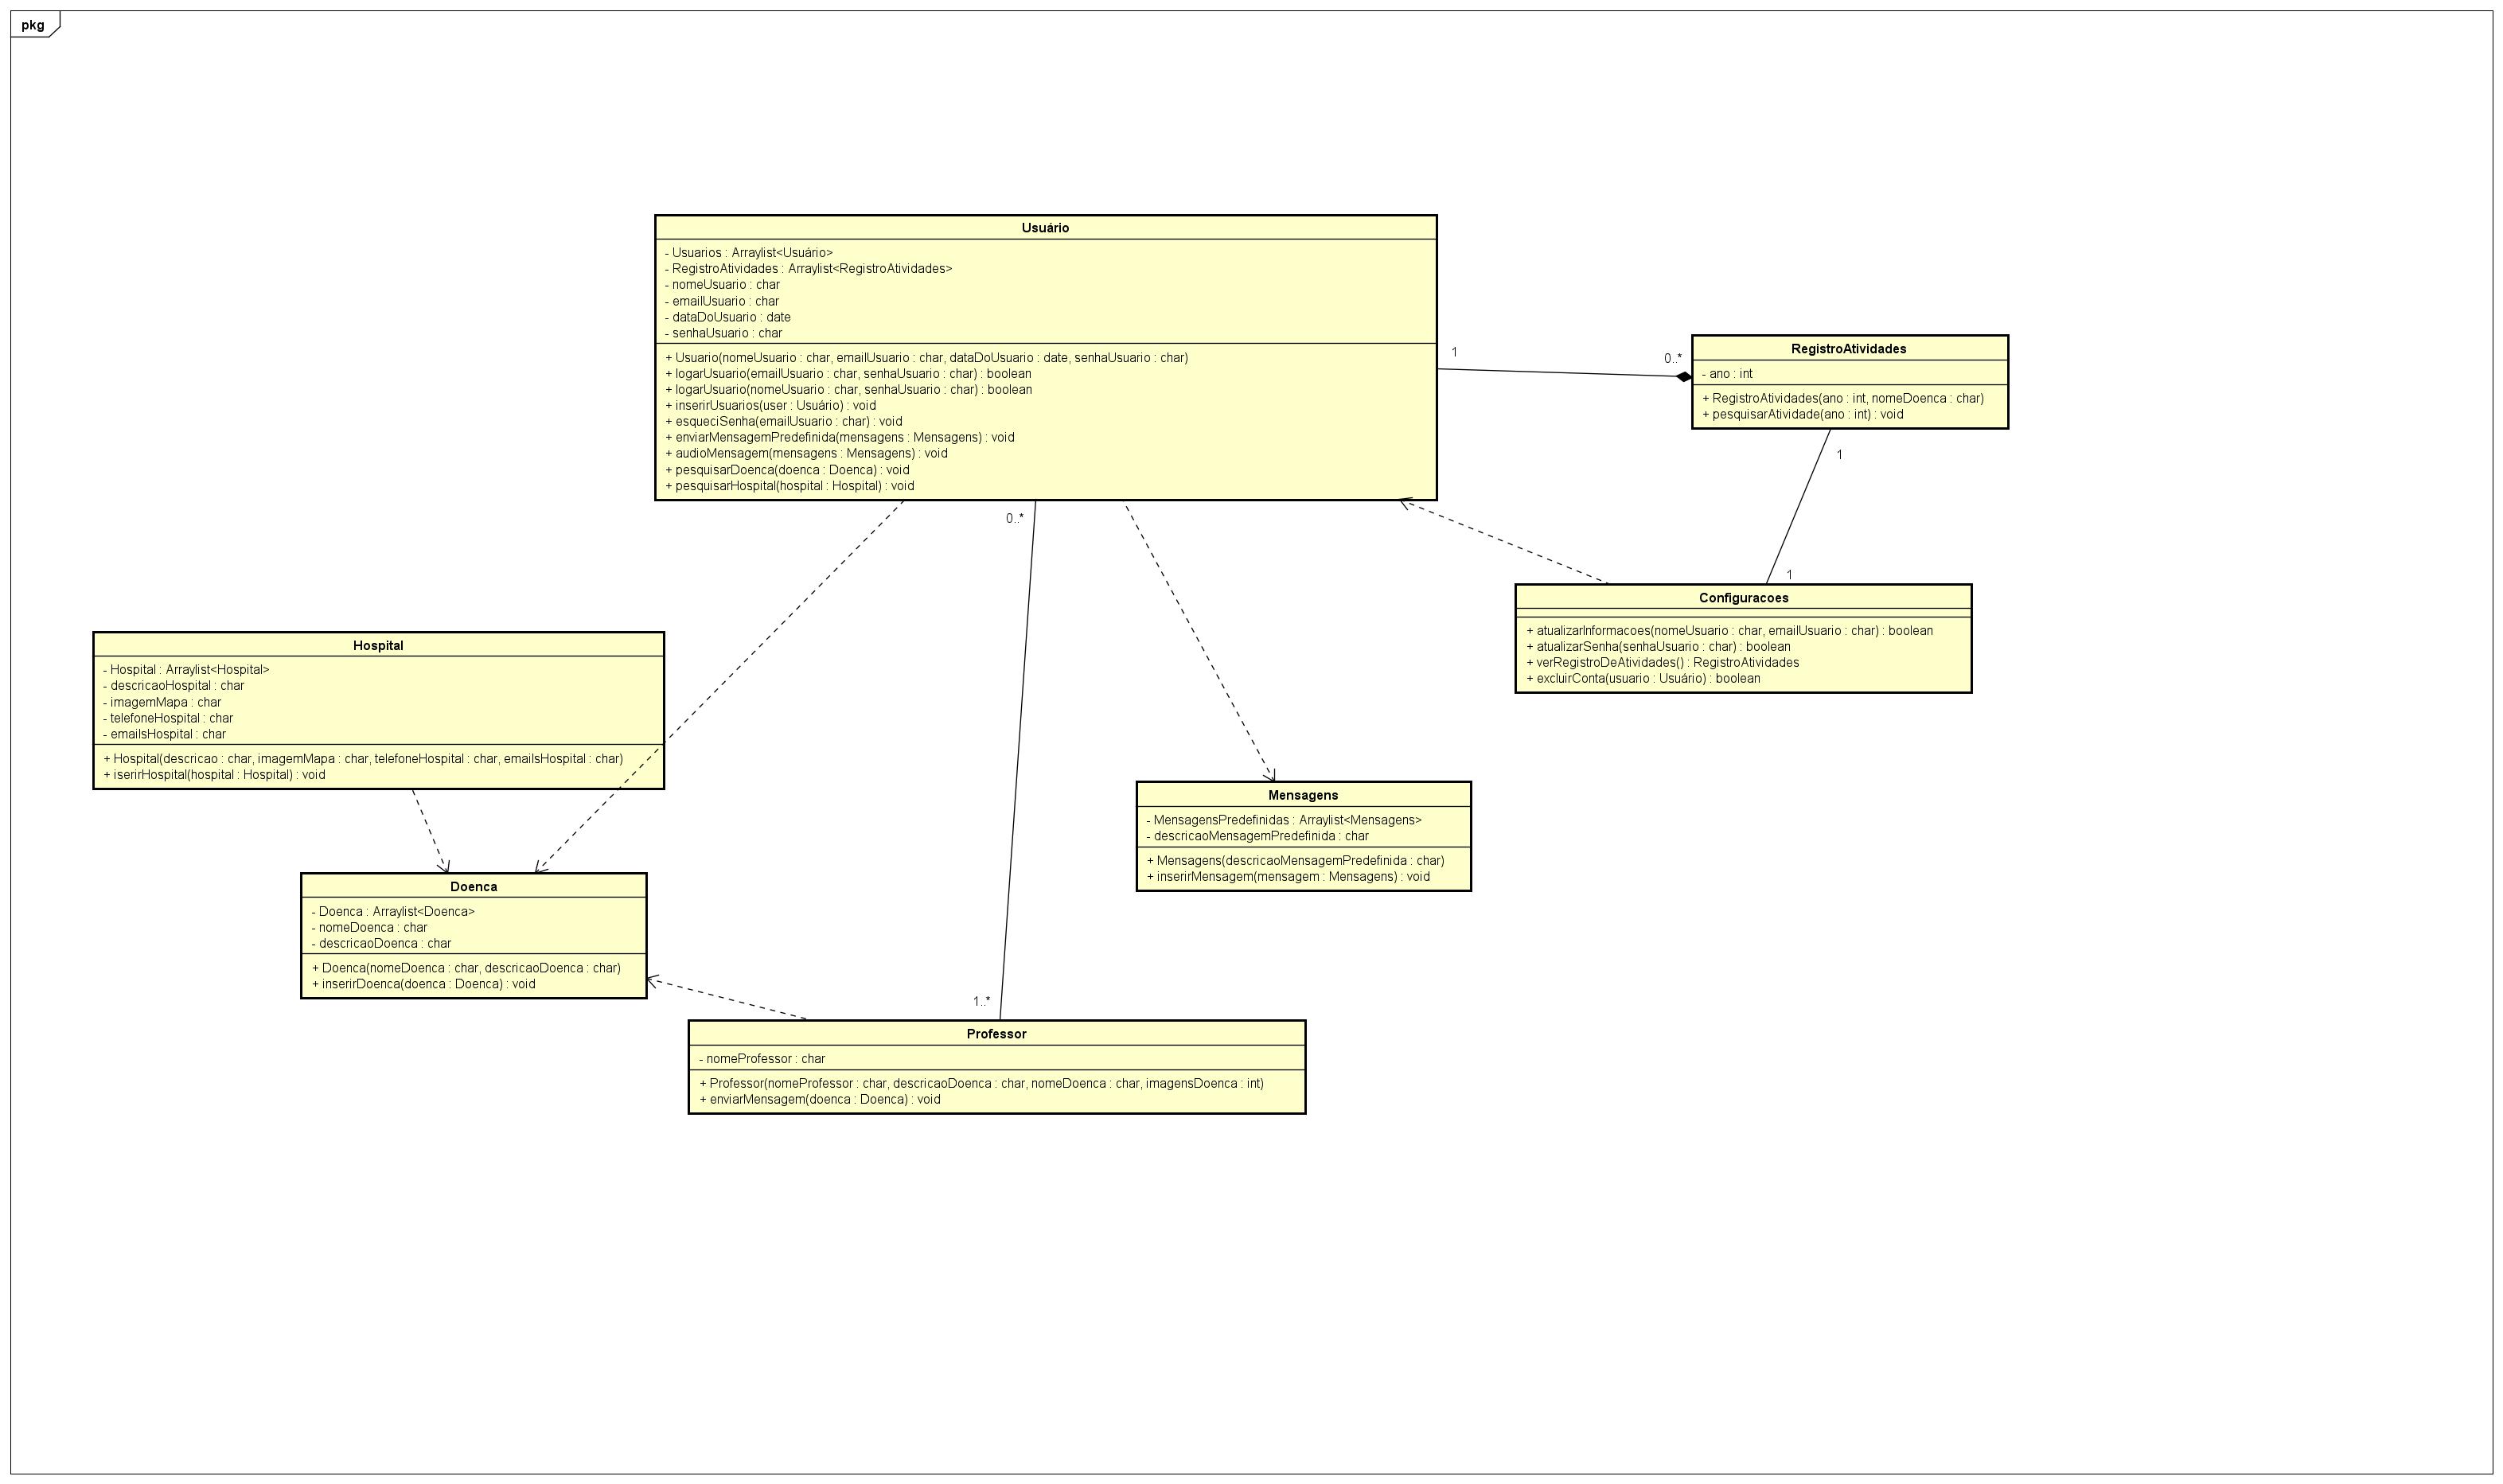 pkg
Usuário
- Usuarios : Arraylist<Usuário>
- RegistroAtividades : Arraylist<RegistroAtividades>
- nomeUsuario : char
- emailUsuario : char
- dataDoUsuario : date
- senhaUsuario : char
+ Usuario(nomeUsuario : char, emailUsuario : char, dataDoUsuario : date, senhaUsuario : char)
+ logarUsuario(emailUsuario : char, senhaUsuario : char) : boolean
+ logarUsuario(nomeUsuario : char, senhaUsuario : char) : boolean
+ inserirUsuarios(user : Usuário) : void
+ esqueciSenha(emailUsuario : char) : void
+ enviarMensagemPredefinida(mensagens : Mensagens) : void
+ audioMensagem(mensagens : Mensagens) : void
+ pesquisarDoenca(doenca : Doenca) : void
+ pesquisarHospital(hospital : Hospital) : void
1
0..*
RegistroAtividades
- ano : int
+ RegistroAtividades(ano : int, nomeDoenca : char)
+ pesquisarAtividade(ano : int) : void
1
1
0..*
Configuracoes
+ atualizarInformacoes(nomeUsuario : char, emailUsuario : char) : boolean
+ atualizarSenha(senhaUsuario : char) : boolean
+ verRegistroDeAtividades() : RegistroAtividades
+ excluirConta(usuario : Usuário) : boolean
Hospital
- Hospital : Arraylist<Hospital>
- descricaoHospital : char
- imagemMapa : char
- telefoneHospital : char
- emailsHospital : char
+ Hospital(descricao : char, imagemMapa : char, telefoneHospital : char, emailsHospital : char)
+ iserirHospital(hospital : Hospital) : void
Mensagens
- MensagensPredefinidas : Arraylist<Mensagens>
- descricaoMensagemPredefinida : char
+ Mensagens(descricaoMensagemPredefinida : char)
+ inserirMensagem(mensagem : Mensagens) : void
Doenca
- Doenca : Arraylist<Doenca>
- nomeDoenca : char
- descricaoDoenca : char
+ Doenca(nomeDoenca : char, descricaoDoenca : char)
+ inserirDoenca(doenca : Doenca) : void
1..*
Professor
- nomeProfessor : char
+ Professor(nomeProfessor : char, descricaoDoenca : char, nomeDoenca : char, imagensDoenca : int)
+ enviarMensagem(doenca : Doenca) : void